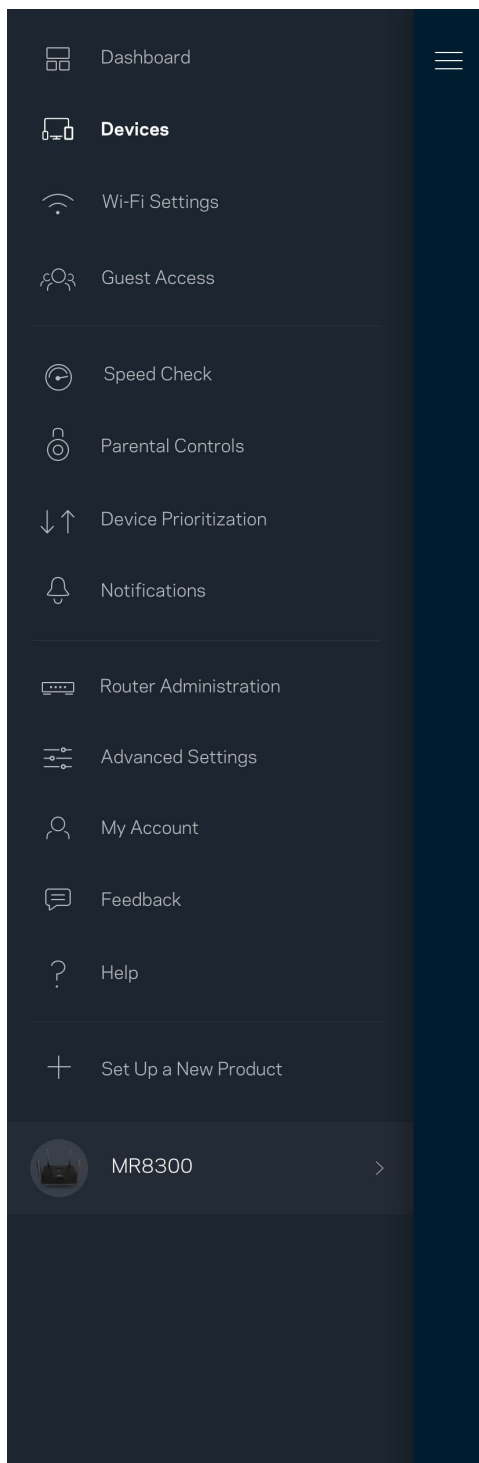 Dashboard
Devices
Wi-Fi Settings
Guest Access
Speed Check
Parental Controls
Device Prioritization
Notifications
Router Administration
Advanced Settings
My Account
Feedback
Help
Set Up a New Product
MR8300